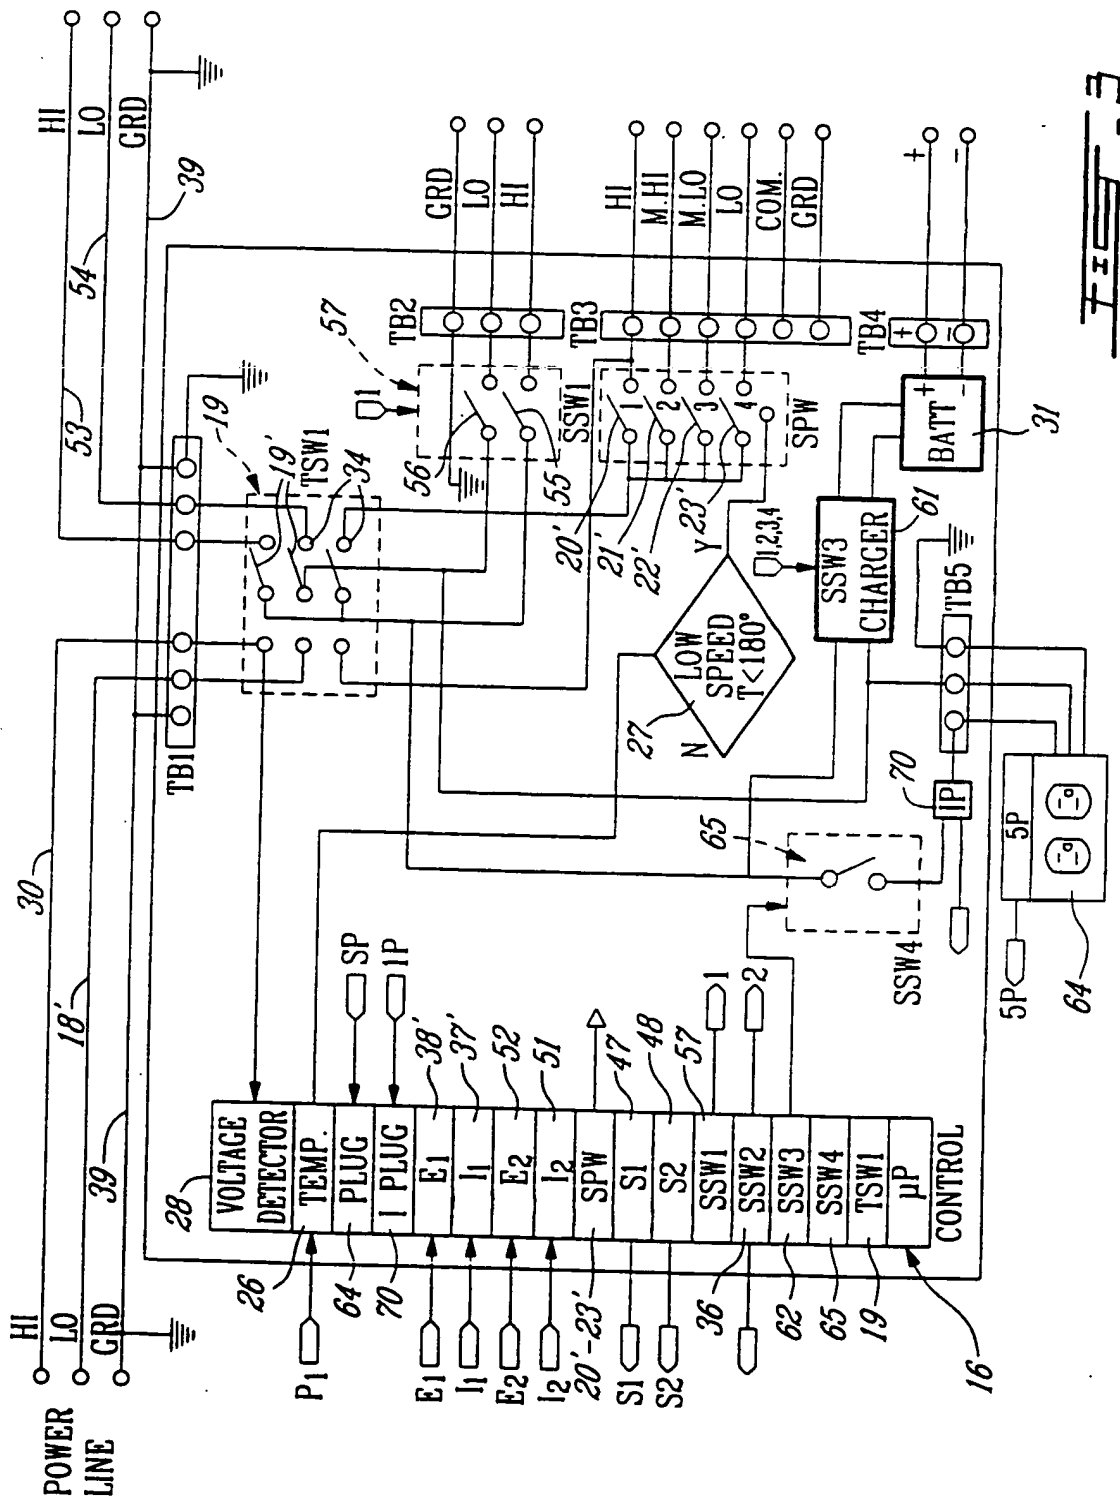 POWER
LINE
HI
LO
GRD
30
18'
39
HI
LO
GRD
53
54
39
TB1
19
19'
TSW1
34
28
VOLTAGE
DETECTOR
26
TEMP.
64
PLUG
70
I PLUG
E1
38'
I1
37'
E2
52
I2
51
20'-23'
SPW
S1
47
S2
48
SSW1
57
36
SSW2
62
SSW3
65
SSW4
19
TSW1
µP
CONTROL
16
P1
E1
I1
E2
I2
S1
S2
SP
IP
1
2
57
1
56
55
TB2
GRD
LO
HI
SSW1
20'
21'
22'
23'
1
2
3
4
SPW
TB3
HI
M.HI
M.LO
LO
COM.
GRD
27
LOW
SPEED
T<180°
N
Y
1,2,3,4
SSW3
CHARGER
61
BATT
+
-
31
TB4
+
-
+
-
65
SSW4
70
IP
TB5
5P
5P
64
FIG. 3